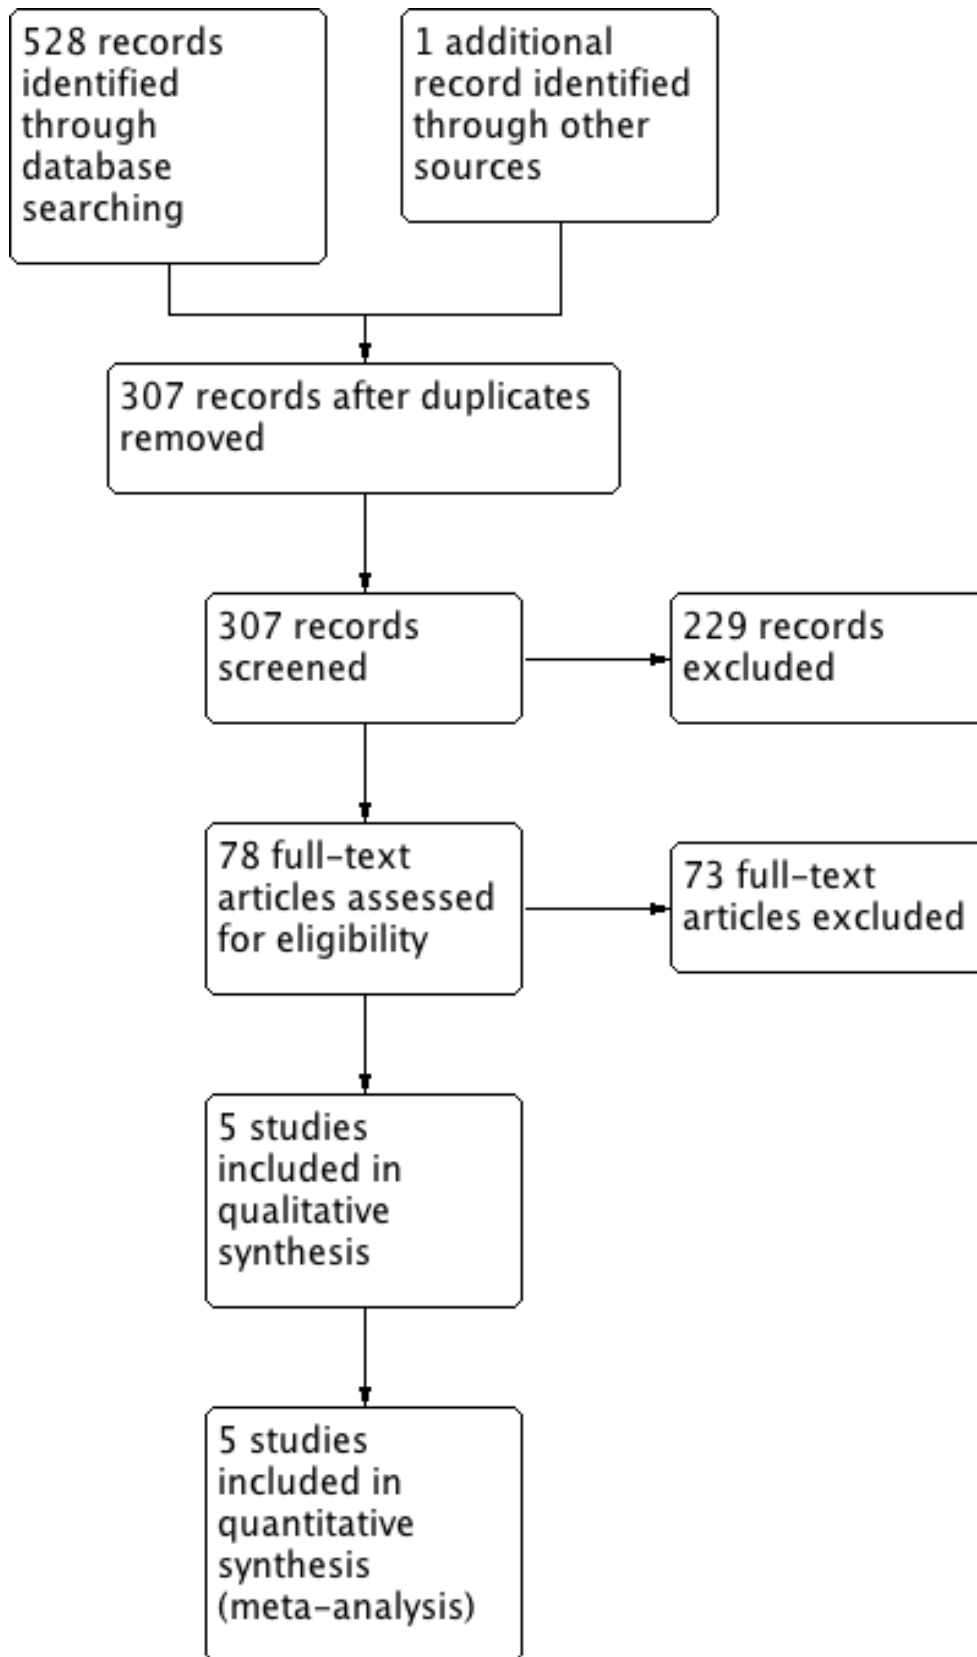 528 records
identified
through
database
searching
1 additional
record identified
through other
sources
307 records after duplicates
removed
307 records
screened
229 records
excluded
78 full-text
articles assessed
for eligibility
73 full-text
articles excluded
5 studies
included in
qualitative
synthesis
5 studies
included in
quantitative
synthesis
(meta-analysis)